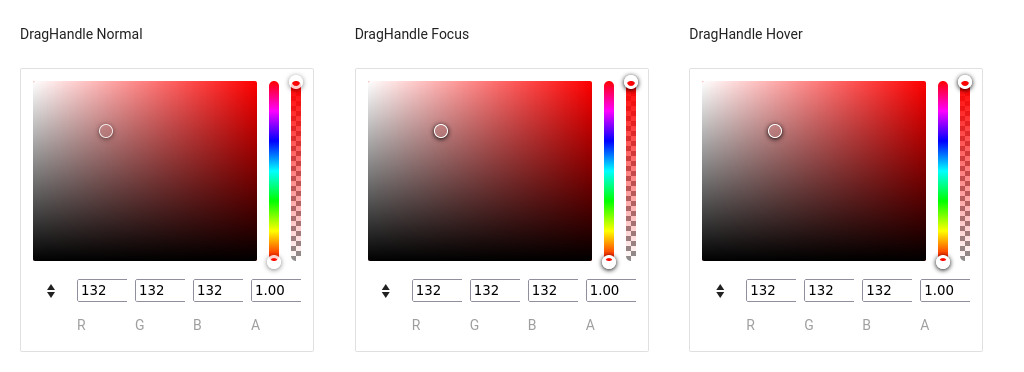 DragHandle Normal DragHandle Focus DragHandle Hover
132 132 132 1.00 132 132 132 1.00 132 132 132 1.00
R G B A R G B A R G B A